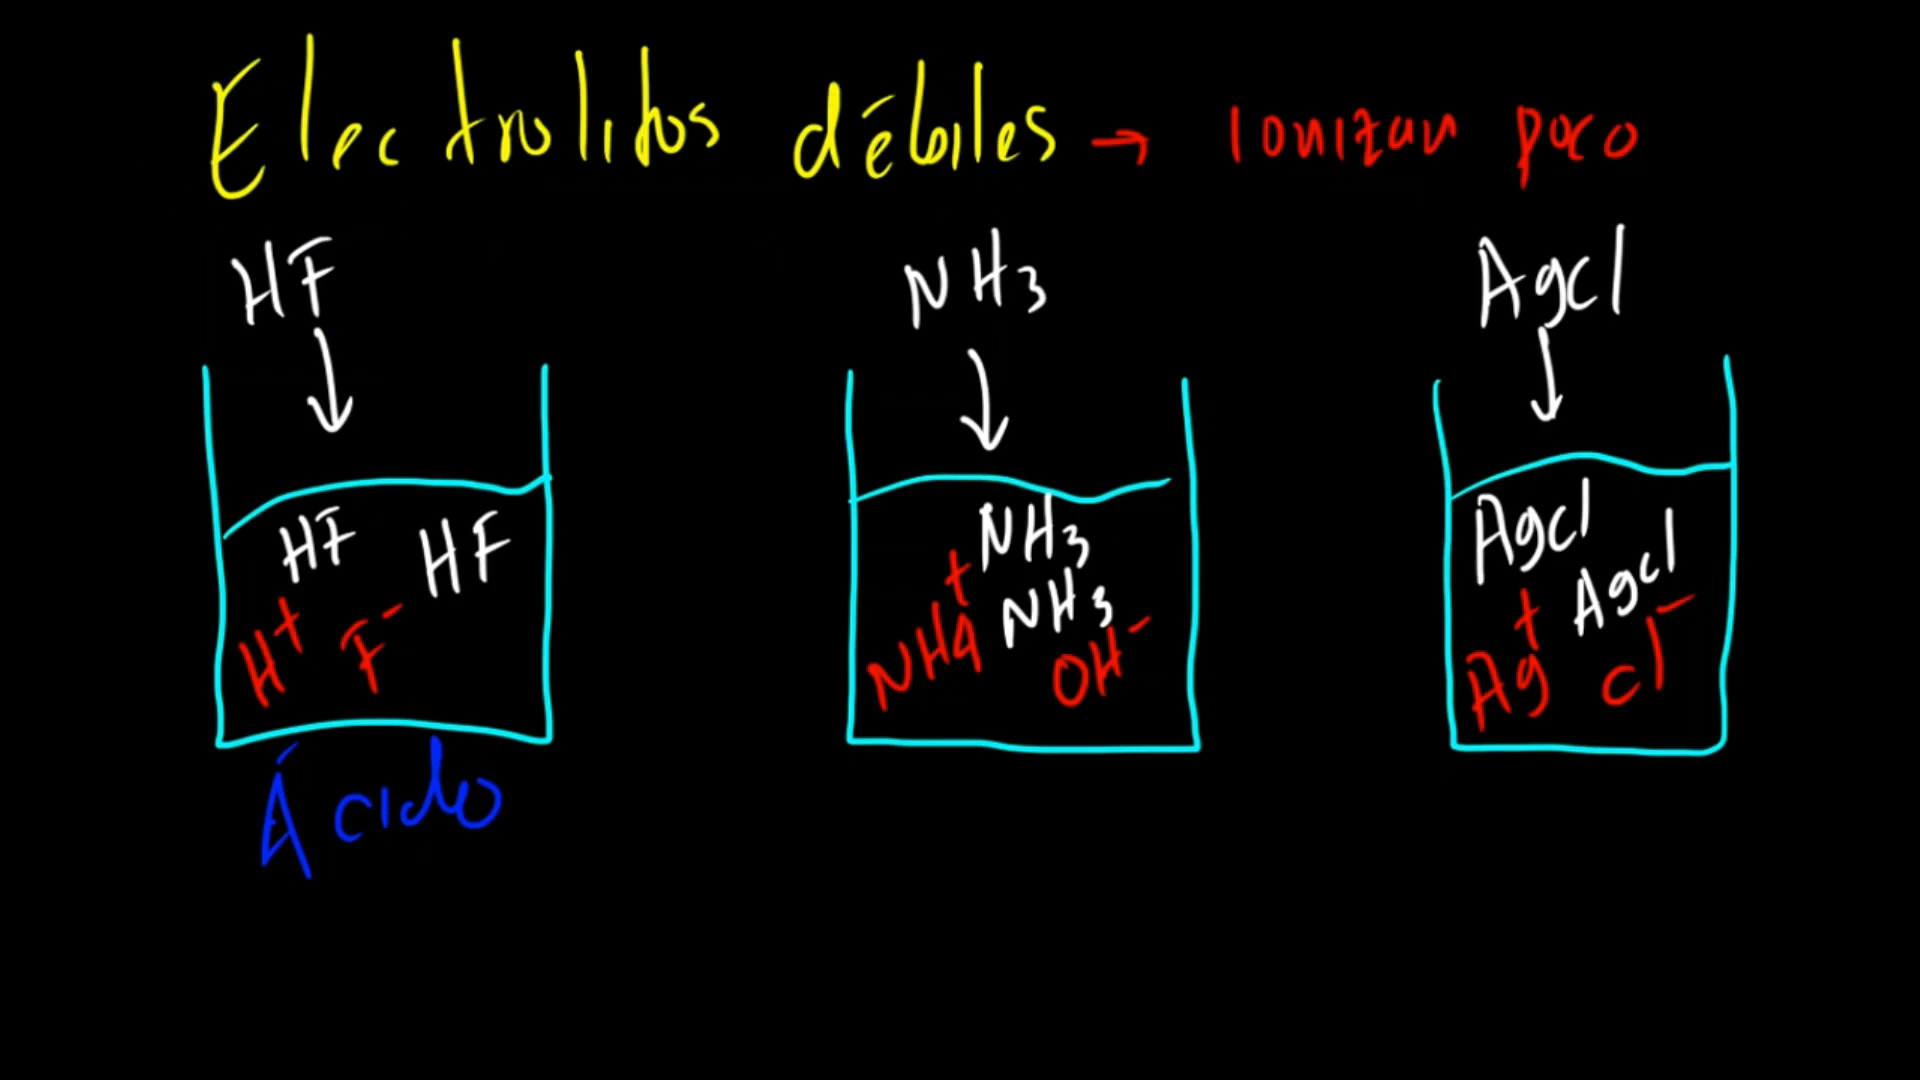 Electrolitos débiles → Ionizan poco
HF NH3 Agcl
HF HF
H+ F-
NH3
NH3
NH4+ OH-
Agcl
Agcl
Ag+ cl-
Ácido